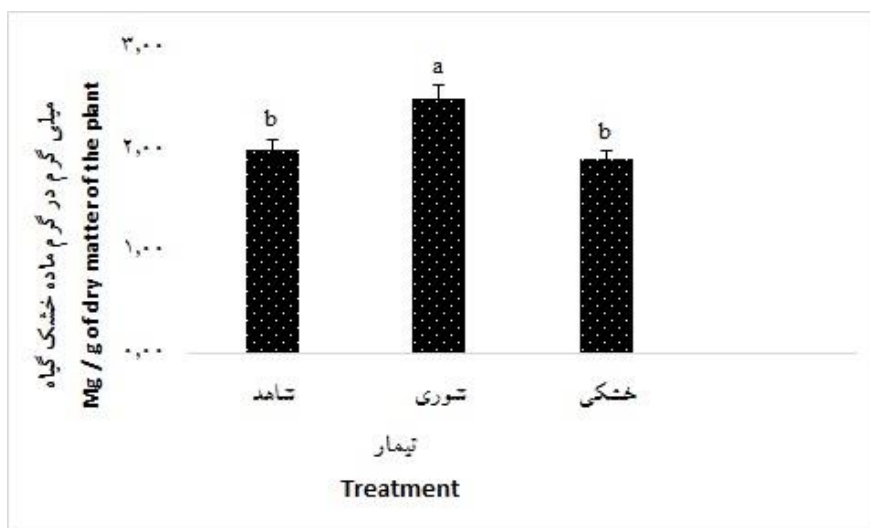 میلی گرم در گرم ماده خشک گیاه
Mg / g of dry matter of the plant
۳,۰۰
۲,۰۰
۱,۰۰
۰,۰۰
b
a
b
شاهد
شوری
خشکی
تیمار
Treatment